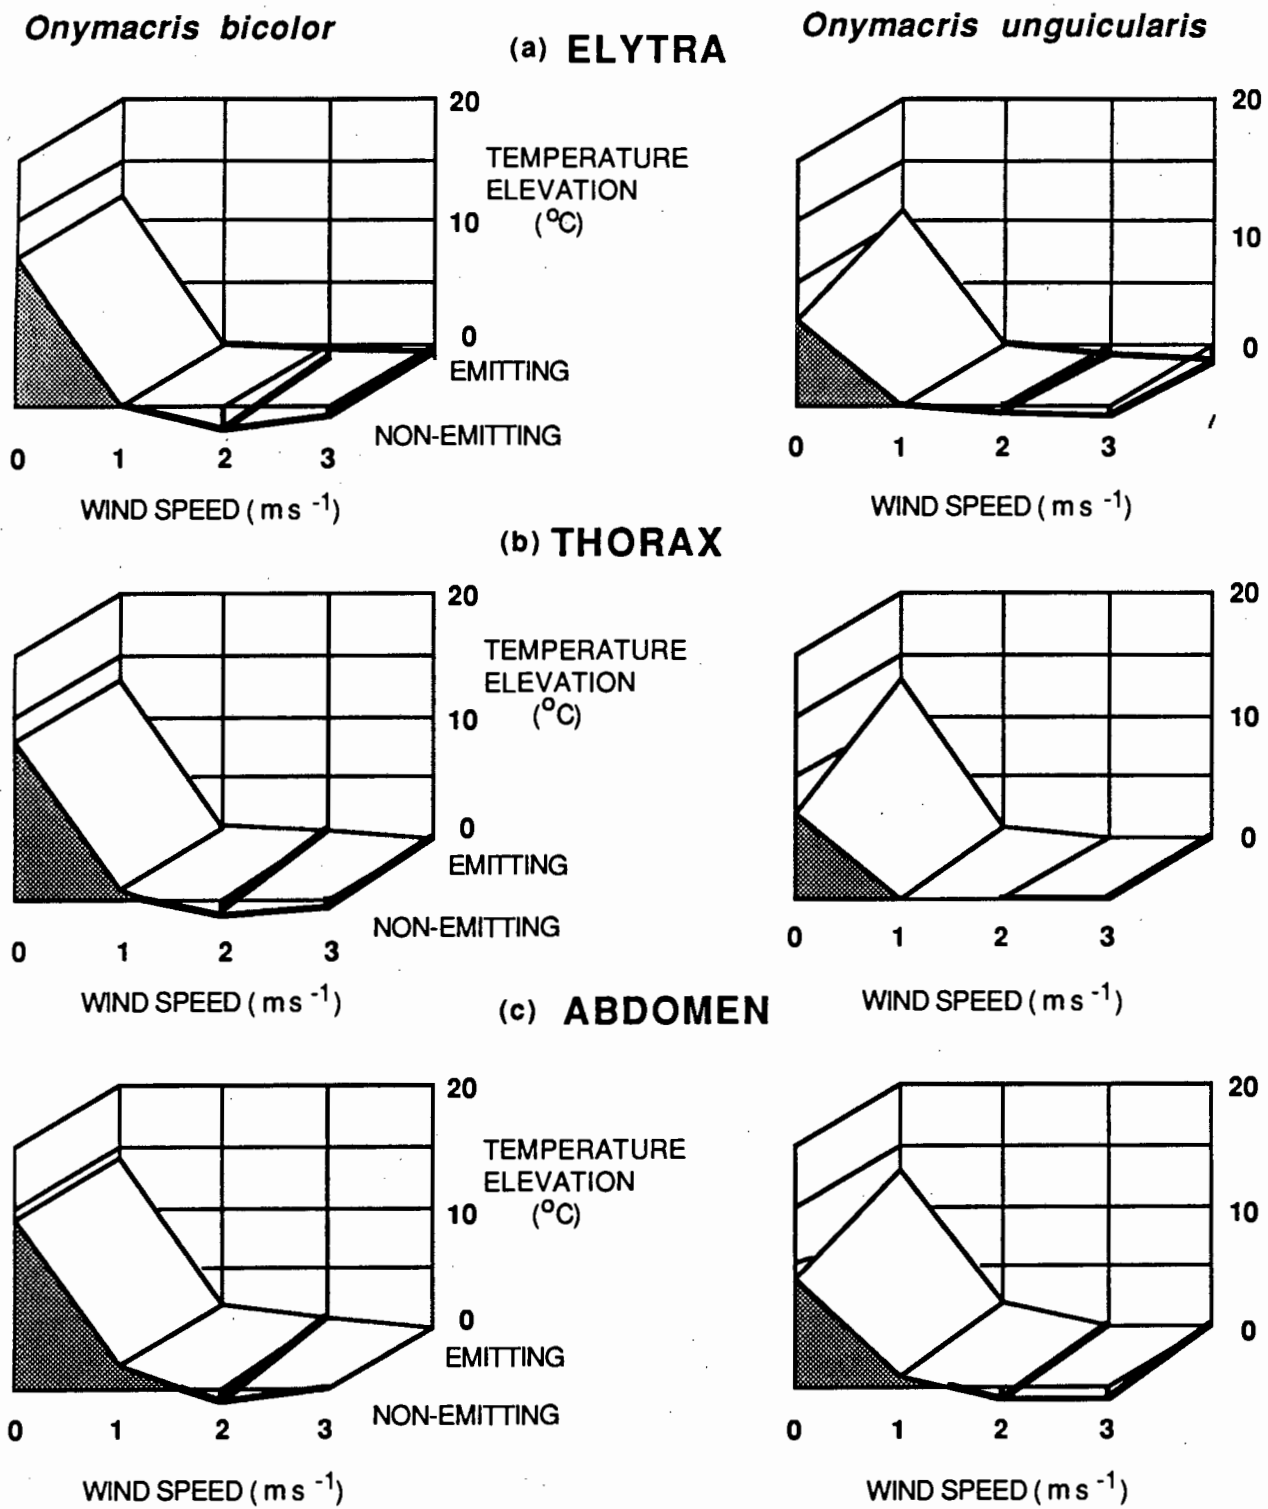 Onymacris bicolor
Onymacris unguicularis
(a) ELYTRA
20
TEMPERATURE
ELEVATION
(°C)
10
0
EMITTING
NON-EMITTING
0 1 2 3
WIND SPEED ( m s -1)
20
10
0
0 1 2 3
WIND SPEED ( m s -1)
(b) THORAX
20
TEMPERATURE
ELEVATION
(°C)
10
0
EMITTING
NON-EMITTING
0 1 2 3
WIND SPEED ( m s -1)
20
10
0
0 1 2 3
WIND SPEED ( m s -1)
(c) ABDOMEN
20
TEMPERATURE
ELEVATION
(°C)
10
0
EMITTING
NON-EMITTING
0 1 2 3
WIND SPEED ( m s -1)
20
10
0
0 1 2 3
WIND SPEED ( m s -1)